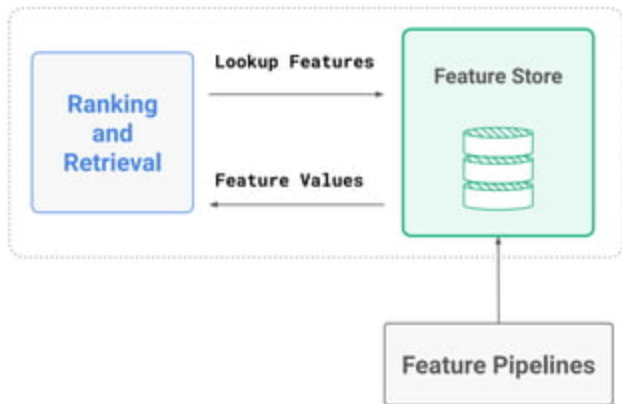 Lookup Features
Feature Store
Ranking
and
Retrieval
Feature Values
Feature Pipelines